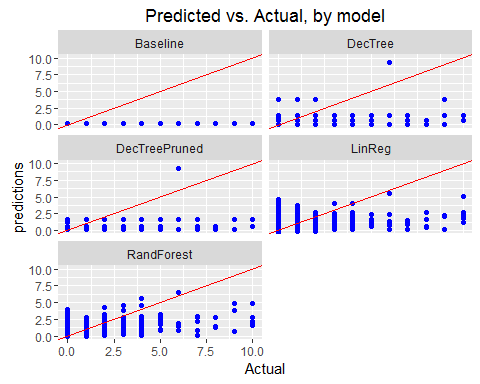 Predicted vs. Actual, by model
Baseline
DecTree
10.0
7.5
5.0
2.5
0.0
DecTreePruned
LinReg
10.0
7.5
5.0
2.5
0.0
predictions
RandForest
10.0
7.5
5.0
2.5
0.0
0.0 2.5 5.0 7.5 10.0
Actual